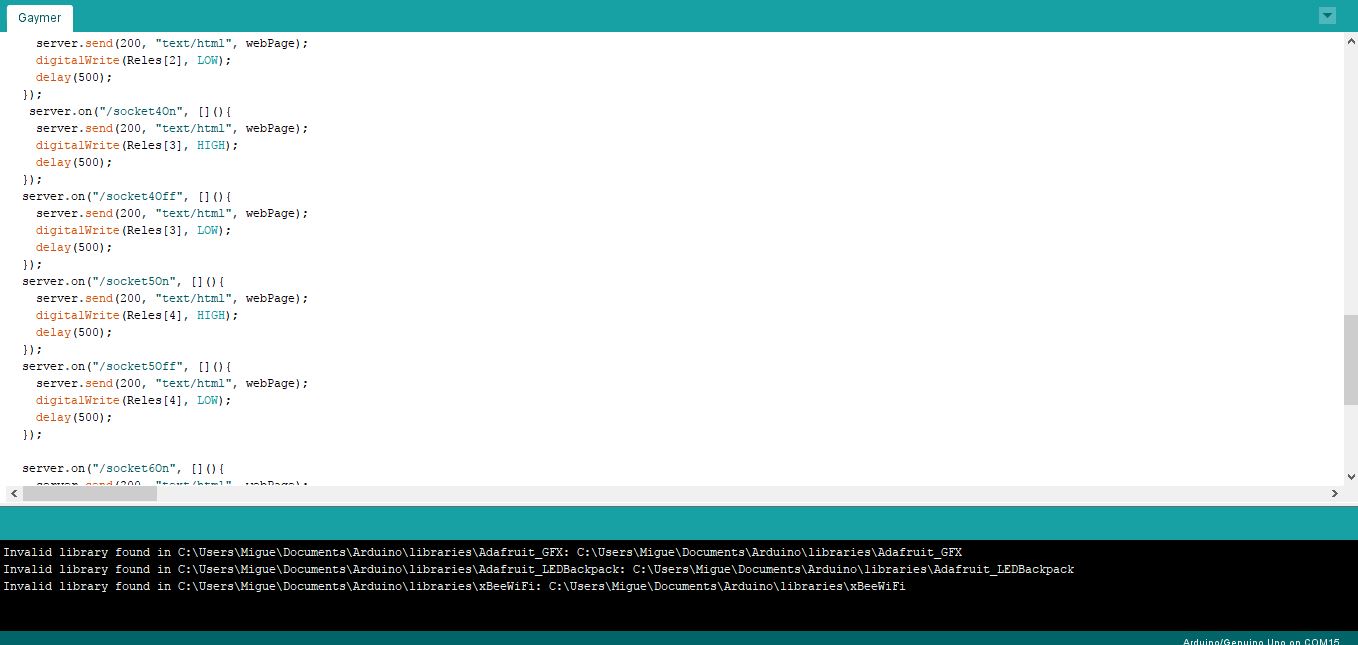 Gaymer
server.send(200, "text/html", webPage);
digitalWrite(Reles[2], LOW);
delay(500);
});
server.on("/socket4On", [](){
server.send(200, "text/html", webPage);
digitalWrite(Reles[3], HIGH);
delay(500);
});
server.on("/socket4Off", [](){
server.send(200, "text/html", webPage);
digitalWrite(Reles[3], LOW);
delay(500);
});
server.on("/socket5On", [](){
server.send(200, "text/html", webPage);
digitalWrite(Reles[4], HIGH);
delay(500);
});
server.on("/socket5Off", [](){
server.send(200, "text/html", webPage);
digitalWrite(Reles[4], LOW);
delay(500);
});
server.on("/socket6On", [](){
server.send(200, "text/html", webPage);
Invalid library found in C:\Users\Migue\Documents\Arduino\libraries\Adafruit_GFX: C:\Users\Migue\Documents\Arduino\libraries\Adafruit_GFX
Invalid library found in C:\Users\Migue\Documents\Arduino\libraries\Adafruit_LEDBackpack: C:\Users\Migue\Documents\Arduino\libraries\Adafruit_LEDBackpack
Invalid library found in C:\Users\Migue\Documents\Arduino\libraries\xBeeWiFi: C:\Users\Migue\Documents\Arduino\libraries\xBeeWiFi
Arduino/Genuino Uno on COM15